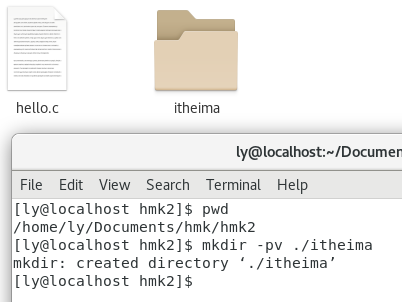 hello.c
itheima
ly@localhost:~/Documen
File Edit View Search Terminal Help
[ly@localhost hmk2]$ pwd
/home/ly/Documents/hmk/hmk2
[ly@localhost hmk2]$ mkdir -pv ./itheima
mkdir: created directory ‘./itheima’
[ly@localhost hmk2]$